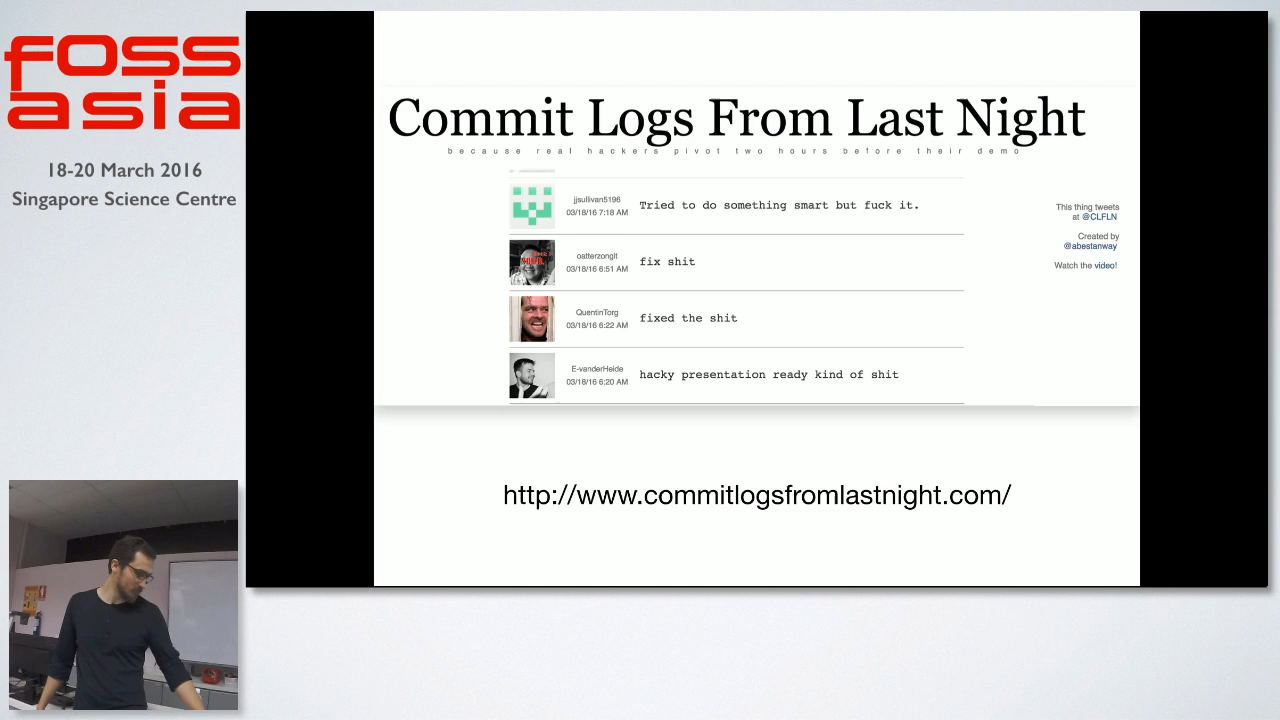 foss
asia
18-20 March 2016
Singapore Science Centre
Commit Logs From Last Night
because real hackers pivot two hours before their demo
jjsullivan5196
03/18/16 7:18 AM
Tried to do something smart but fuck it.
oatterzongit
03/18/16 6:51 AM
fix shit
QuentinTorg
03/18/16 6:22 AM
fixed the shit
E-vanderHeide
03/18/16 6:20 AM
hacky presentation ready kind of shit
This thing tweets
at @CLFLN
Created by
@abestanway
Watch the video!
http://www.commitlogsfromlastnight.com/